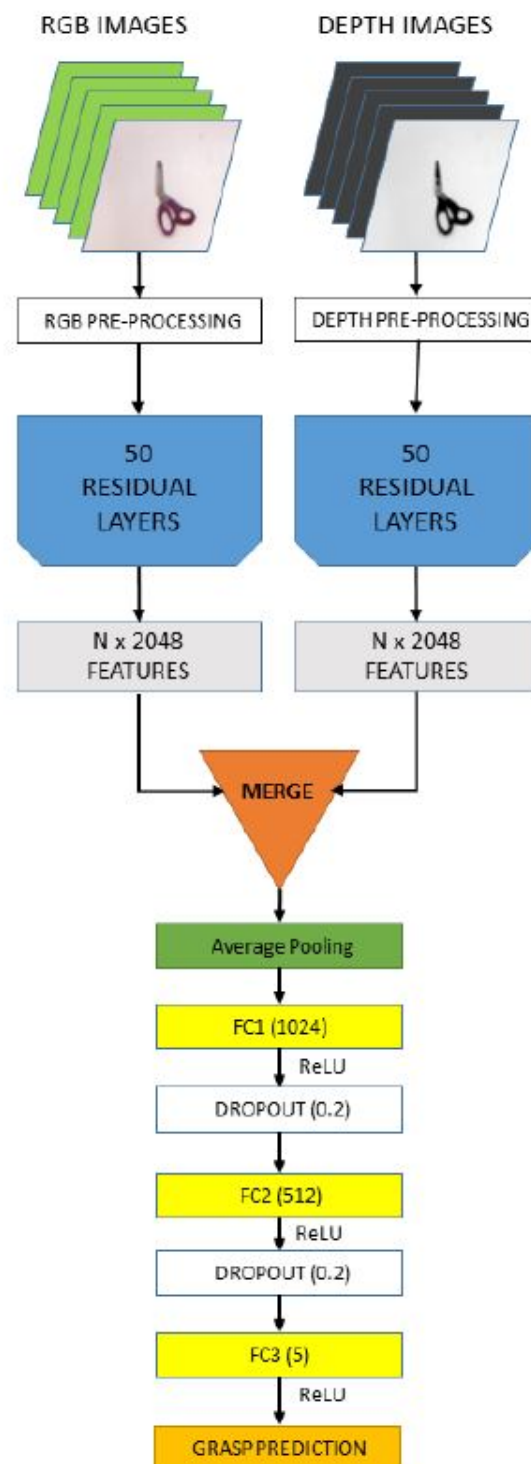 RGB IMAGES
DEPTH IMAGES
RGB PRE-PROCESSING
DEPTH PRE-PROCESSING
50
RESIDUAL
LAYERS
50
RESIDUAL
LAYERS
N x 2048
FEATURES
N x 2048
FEATURES
MERGE
Average Pooling
FC1 (1024)
ReLU
DROPOUT (0.2)
FC2 (512)
ReLU
DROPOUT (0.2)
FC3 (5)
ReLU
GRASP PREDICTION